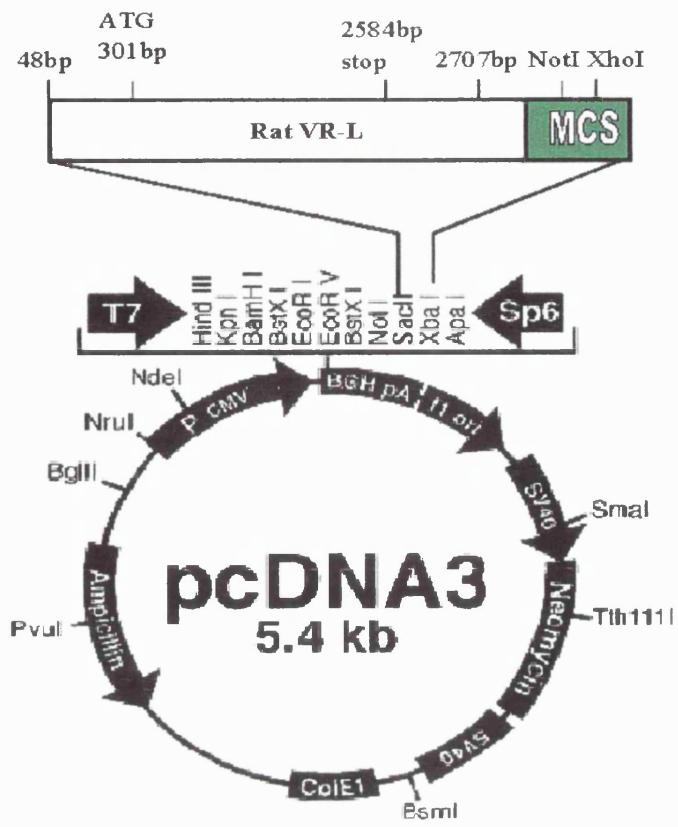 ATG
301bp
2584bp
stop
48bp
2707bp
NotI
XhoI
Rat VR-L
MCS
T7
Hind III
Kpn I
BamH I
BstX I
EcoR I
EcoR V
BstX I
Not I
SacII
Xba I
Apa I
Sp6
NdeI
NruI
BglII
PvuI
P CMV
BGH pA
f1 ori
SV40
SmaI
Neomycin
Tth111I
SV40
BsmI
ColE1
Ampicillin
pcDNA3
5.4 kb